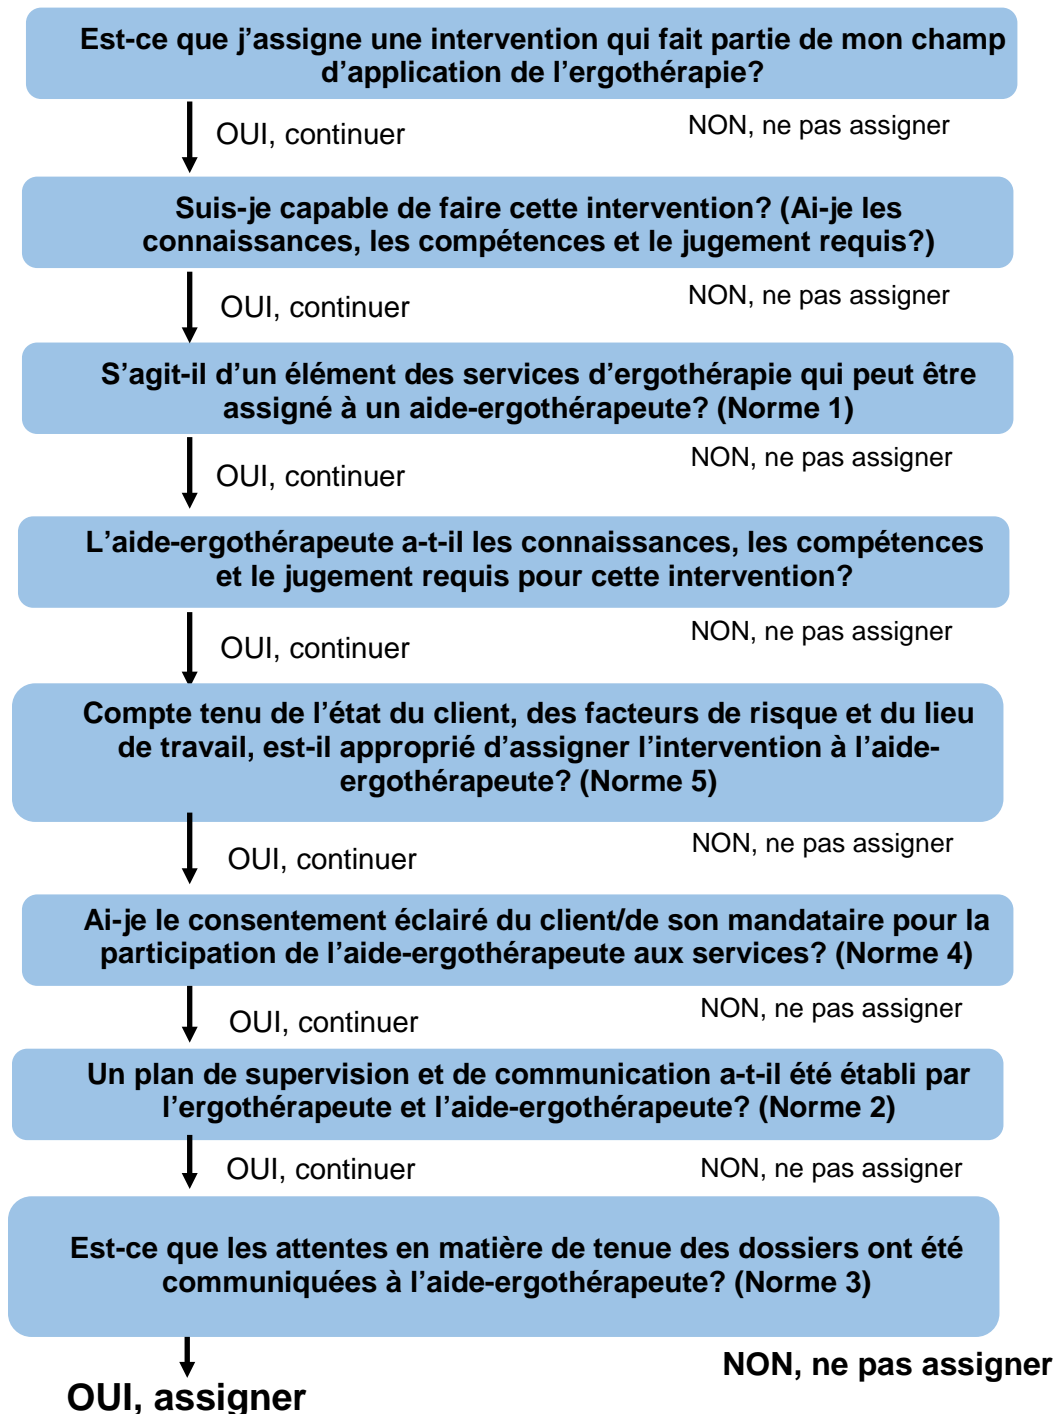 Est-ce que j’assigne une intervention qui fait partie de mon champ
d’application de l’ergothérapie?
OUI, continuer
NON, ne pas assigner
Suis-je capable de faire cette intervention? (Ai-je les
connaissances, les compétences et le jugement requis?)
OUI, continuer
NON, ne pas assigner
S’agit-il d’un élément des services d’ergothérapie qui peut être
assigné à un aide-ergothérapeute? (Norme 1)
OUI, continuer
NON, ne pas assigner
L’aide-ergothérapeute a-t-il les connaissances, les compétences
et le jugement requis pour cette intervention?
OUI, continuer
NON, ne pas assigner
Compte tenu de l’état du client, des facteurs de risque et du lieu
de travail, est-il approprié d’assigner l’intervention à l’aide-
ergothérapeute? (Norme 5)
OUI, continuer
NON, ne pas assigner
Ai-je le consentement éclairé du client/de son mandataire pour la
participation de l’aide-ergothérapeute aux services? (Norme 4)
OUI, continuer
NON, ne pas assigner
Un plan de supervision et de communication a-t-il été établi par
l’ergothérapeute et l’aide-ergothérapeute? (Norme 2)
OUI, continuer
NON, ne pas assigner
Est-ce que les attentes en matière de tenue des dossiers ont été
communiquées à l’aide-ergothérapeute? (Norme 3)
NON, ne pas assigner
OUI, assigner